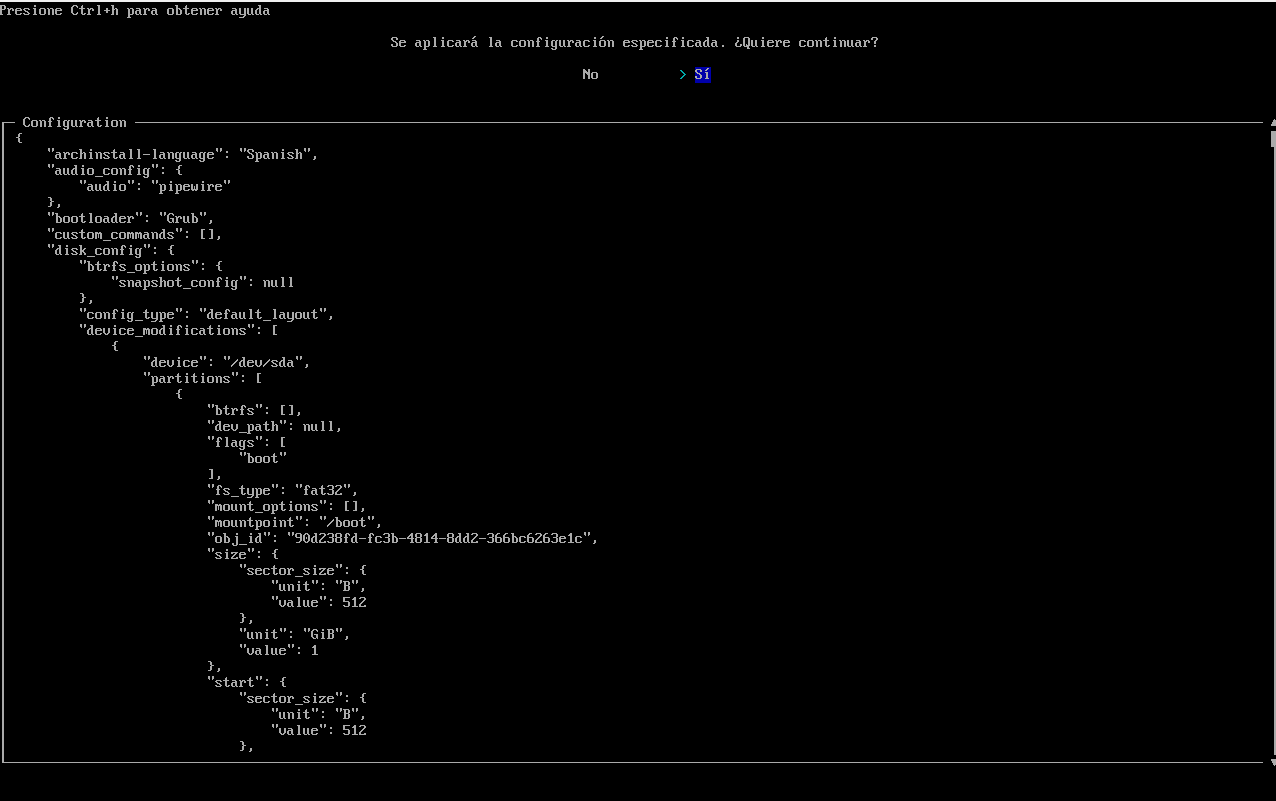 Presione Ctrl+h para obtener ayuda
Se aplicará la configuración especificada. ¿Quiere continuar?
No > Sí
Configuration
{
    "archinstall-language": "Spanish",
    "audio_config": {
        "audio": "pipewire"
    },
    "bootloader": "Grub",
    "custom_commands": [],
    "disk_config": {
        "btrfs_options": {
            "snapshot_config": null
        },
        "config_type": "default_layout",
        "device_modifications": [
            {
                "device": "/dev/sda",
                "partitions": [
                    {
                        "btrfs": [],
                        "dev_path": null,
                        "flags": [
                            "boot"
                        ],
                        "fs_type": "fat32",
                        "mount_options": [],
                        "mountpoint": "/boot",
                        "obj_id": "90d238fd-fc3b-4814-8dd2-366bc6263e1c",
                        "size": {
                            "sector_size": {
                                "unit": "B",
                                "value": 512
                            },
                            "unit": "GiB",
                            "value": 1
                        },
                        "start": {
                            "sector_size": {
                                "unit": "B",
                                "value": 512
                            },